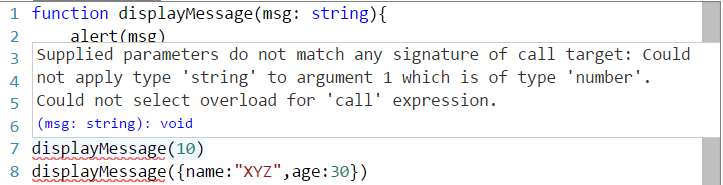 1 function displayMessage(msg: string){
2 alert(msg)
3 Supplied parameters do not match any signature of call target: Could
4 not apply type 'string' to argument 1 which is of type 'number'.
5 Could not select overload for 'call' expression.
6 (msg: string): void
7 displayMessage(10)
8 displayMessage({name:"XYZ",age:30})